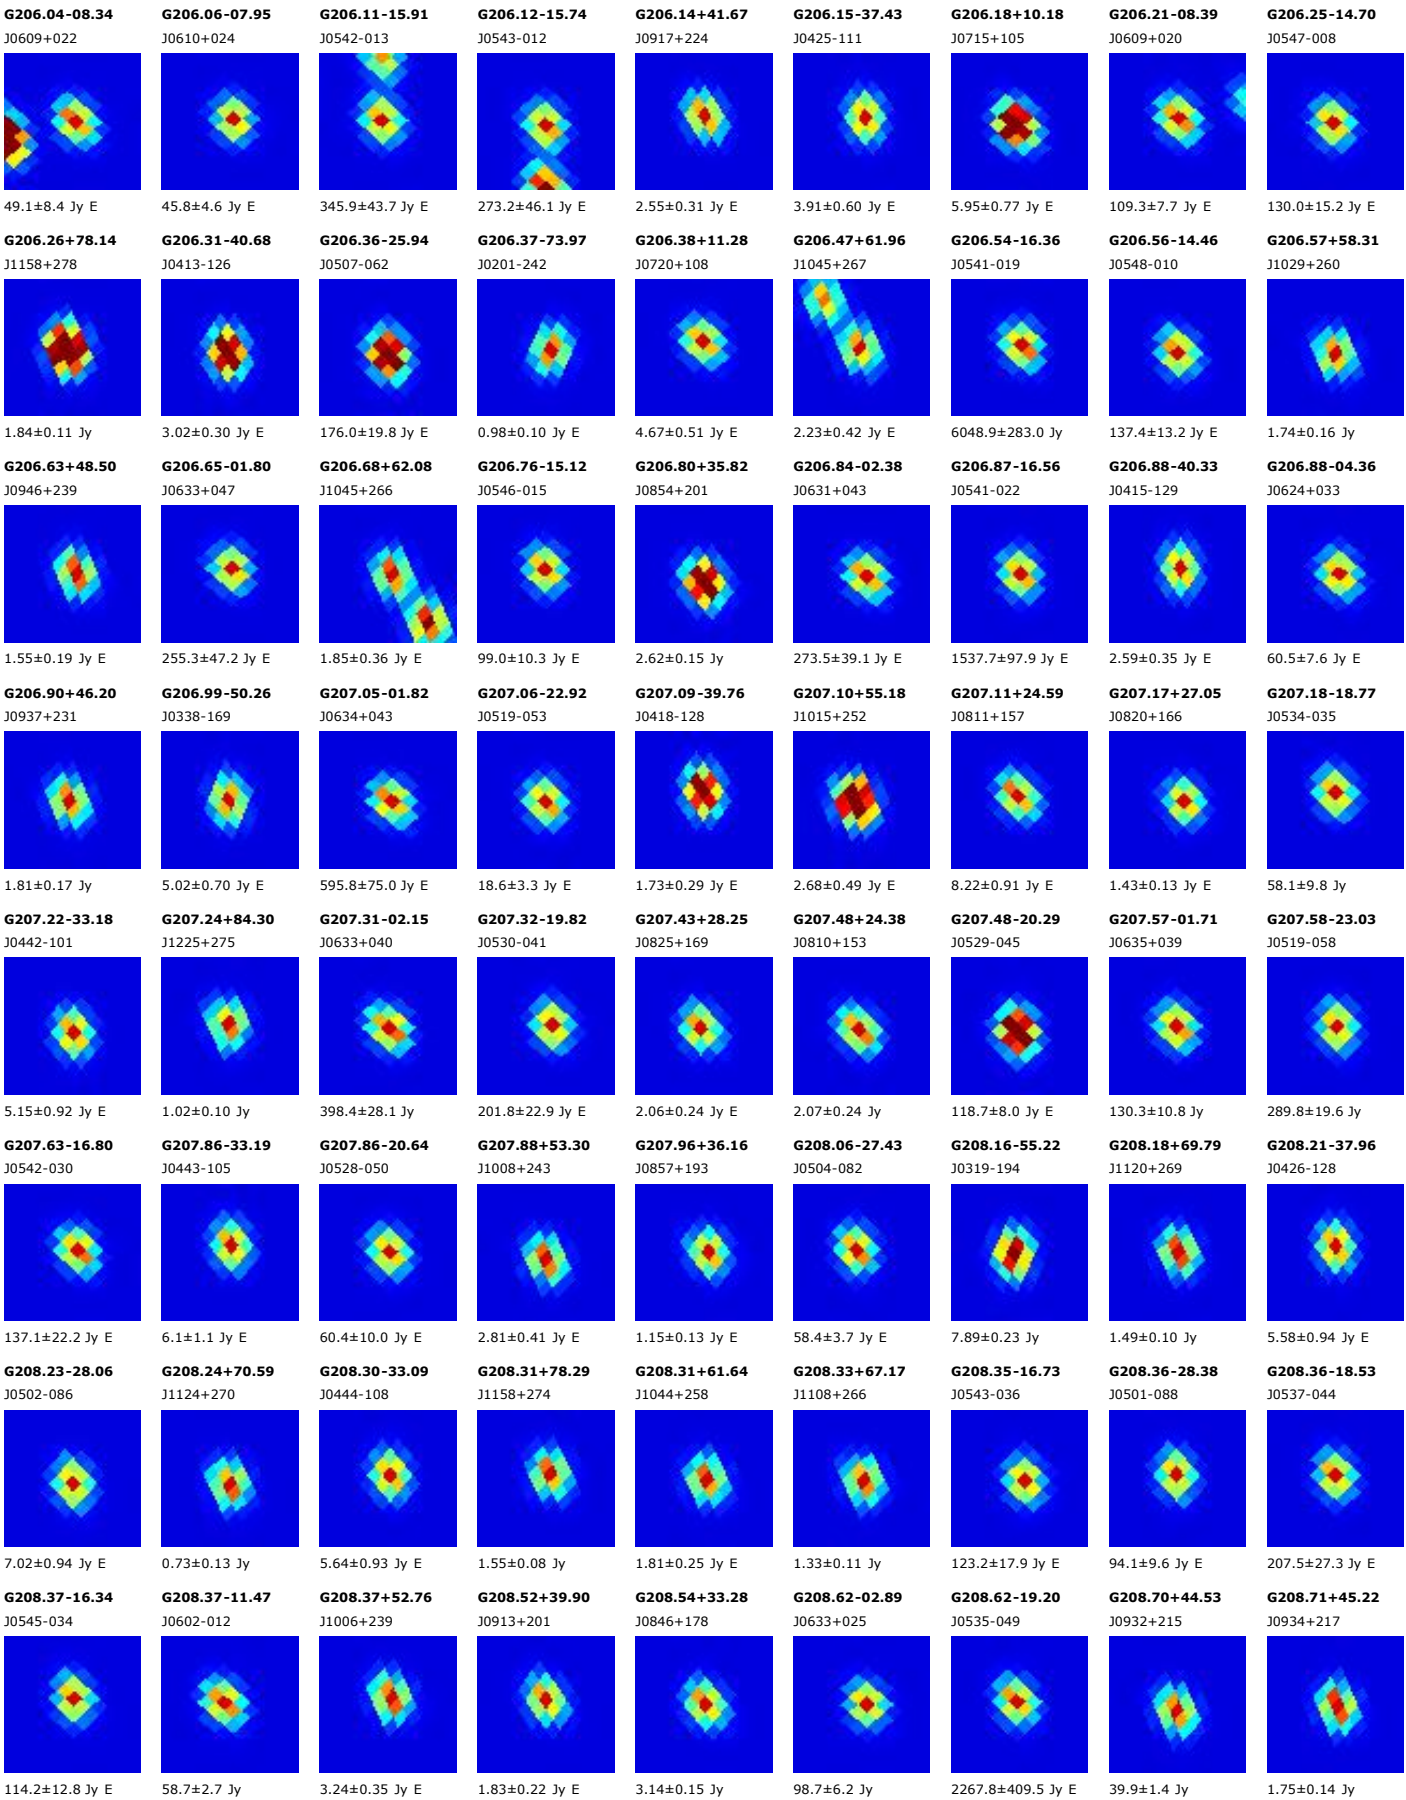 G206.04-08.34 G206.06-07.95 G206.11-15.91 G206.12-15.74 G206.14+41.67 G206.15-37.43 G206.18+10.18 G206.21-08.39 G206.25-14.70
J0609+022 J0610+024 J0542-013 J0543-012 J0917+224 J0425-111 J0715+105 J0609+020 J0547-008
49.1±8.4 Jy E 45.8±4.6 Jy E 345.9±43.7 Jy E 273.2±46.1 Jy E 2.55±0.31 Jy E 3.91±0.60 Jy E 5.95±0.77 Jy E 109.3±7.7 Jy E 130.0±15.2 Jy E
G206.26+78.14 G206.31-40.68 G206.36-25.94 G206.37-73.97 G206.38+11.28 G206.47+61.96 G206.54-16.36 G206.56-14.46 G206.57+58.31
J1158+278 J0413-126 J0507-062 J0201-242 J0720+108 J1045+267 J0541-019 J0548-010 J1029+260
1.84±0.11 Jy 3.02±0.30 Jy E 176.0±19.8 Jy E 0.98±0.10 Jy E 4.67±0.51 Jy E 2.23±0.42 Jy E 6048.9±283.0 Jy 137.4±13.2 Jy E 1.74±0.16 Jy
G206.63+48.50 G206.65-01.80 G206.68+62.08 G206.76-15.12 G206.80+35.82 G206.84-02.38 G206.87-16.56 G206.88-40.33 G206.88-04.36
J0946+239 J0633+047 J1045+266 J0546-015 J0854+201 J0631+043 J0541-022 J0415-129 J0624+033
1.55±0.19 Jy E 255.3±47.2 Jy E 1.85±0.36 Jy E 99.0±10.3 Jy E 2.62±0.15 Jy 273.5±39.1 Jy E 1537.7±97.9 Jy E 2.59±0.35 Jy E 60.5±7.6 Jy E
G206.90+46.20 G206.99-50.26 G207.05-01.82 G207.06-22.92 G207.09-39.76 G207.10+55.18 G207.11+24.59 G207.17+27.05 G207.18-18.77
J0937+231 J0338-169 J0634+043 J0519-053 J0418-128 J1015+252 J0811+157 J0820+166 J0534-035
1.81±0.17 Jy 5.02±0.70 Jy E 595.8±75.0 Jy E 18.6±3.3 Jy E 1.73±0.29 Jy E 2.68±0.49 Jy E 8.22±0.91 Jy E 1.43±0.13 Jy E 58.1±9.8 Jy
G207.22-33.18 G207.24+84.30 G207.31-02.15 G207.32-19.82 G207.43+28.25 G207.48+24.38 G207.48-20.29 G207.57-01.71 G207.58-23.03
J0442-101 J1225+275 J0633+040 J0530-041 J0825+169 J0810+153 J0529-045 J0635+039 J0519-058
5.15±0.92 Jy E 1.02±0.10 Jy 398.4±28.1 Jy 201.8±22.9 Jy E 2.06±0.24 Jy E 2.07±0.24 Jy 118.7±8.0 Jy E 130.3±10.8 Jy 289.8±19.6 Jy
G207.63-16.80 G207.86-33.19 G207.86-20.64 G207.88+53.30 G207.96+36.16 G208.06-27.43 G208.16-55.22 G208.18+69.79 G208.21-37.96
J0542-030 J0443-105 J0528-050 J1008+243 J0857+193 J0504-082 J0319-194 J1120+269 J0426-128
137.1±22.2 Jy E 6.1±1.1 Jy E 60.4±10.0 Jy E 2.81±0.41 Jy E 1.15±0.13 Jy E 58.4±3.7 Jy E 7.89±0.23 Jy 1.49±0.10 Jy 5.58±0.94 Jy E
G208.23-28.06 G208.24+70.59 G208.30-33.09 G208.31+78.29 G208.31+61.64 G208.33+67.17 G208.35-16.73 G208.36-28.38 G208.36-18.53
J0502-086 J1124+270 J0444-108 J1158+274 J1044+258 J1108+266 J0543-036 J0501-088 J0537-044
7.02±0.94 Jy E 0.73±0.13 Jy 5.64±0.93 Jy E 1.55±0.08 Jy 1.81±0.25 Jy E 1.33±0.11 Jy 123.2±17.9 Jy E 94.1±9.6 Jy E 207.5±27.3 Jy E
G208.37-16.34 G208.37-11.47 G208.37+52.76 G208.52+39.90 G208.54+33.28 G208.62-02.89 G208.62-19.20 G208.70+44.53 G208.71+45.22
J0545-034 J0602-012 J1006+239 J0913+201 J0846+178 J0633+025 J0535-049 J0932+215 J0934+217
114.2±12.8 Jy E 58.7±2.7 Jy 3.24±0.35 Jy E 1.83±0.22 Jy E 3.14±0.15 Jy 98.7±6.2 Jy 2267.8±409.5 Jy E 39.9±1.4 Jy 1.75±0.14 Jy